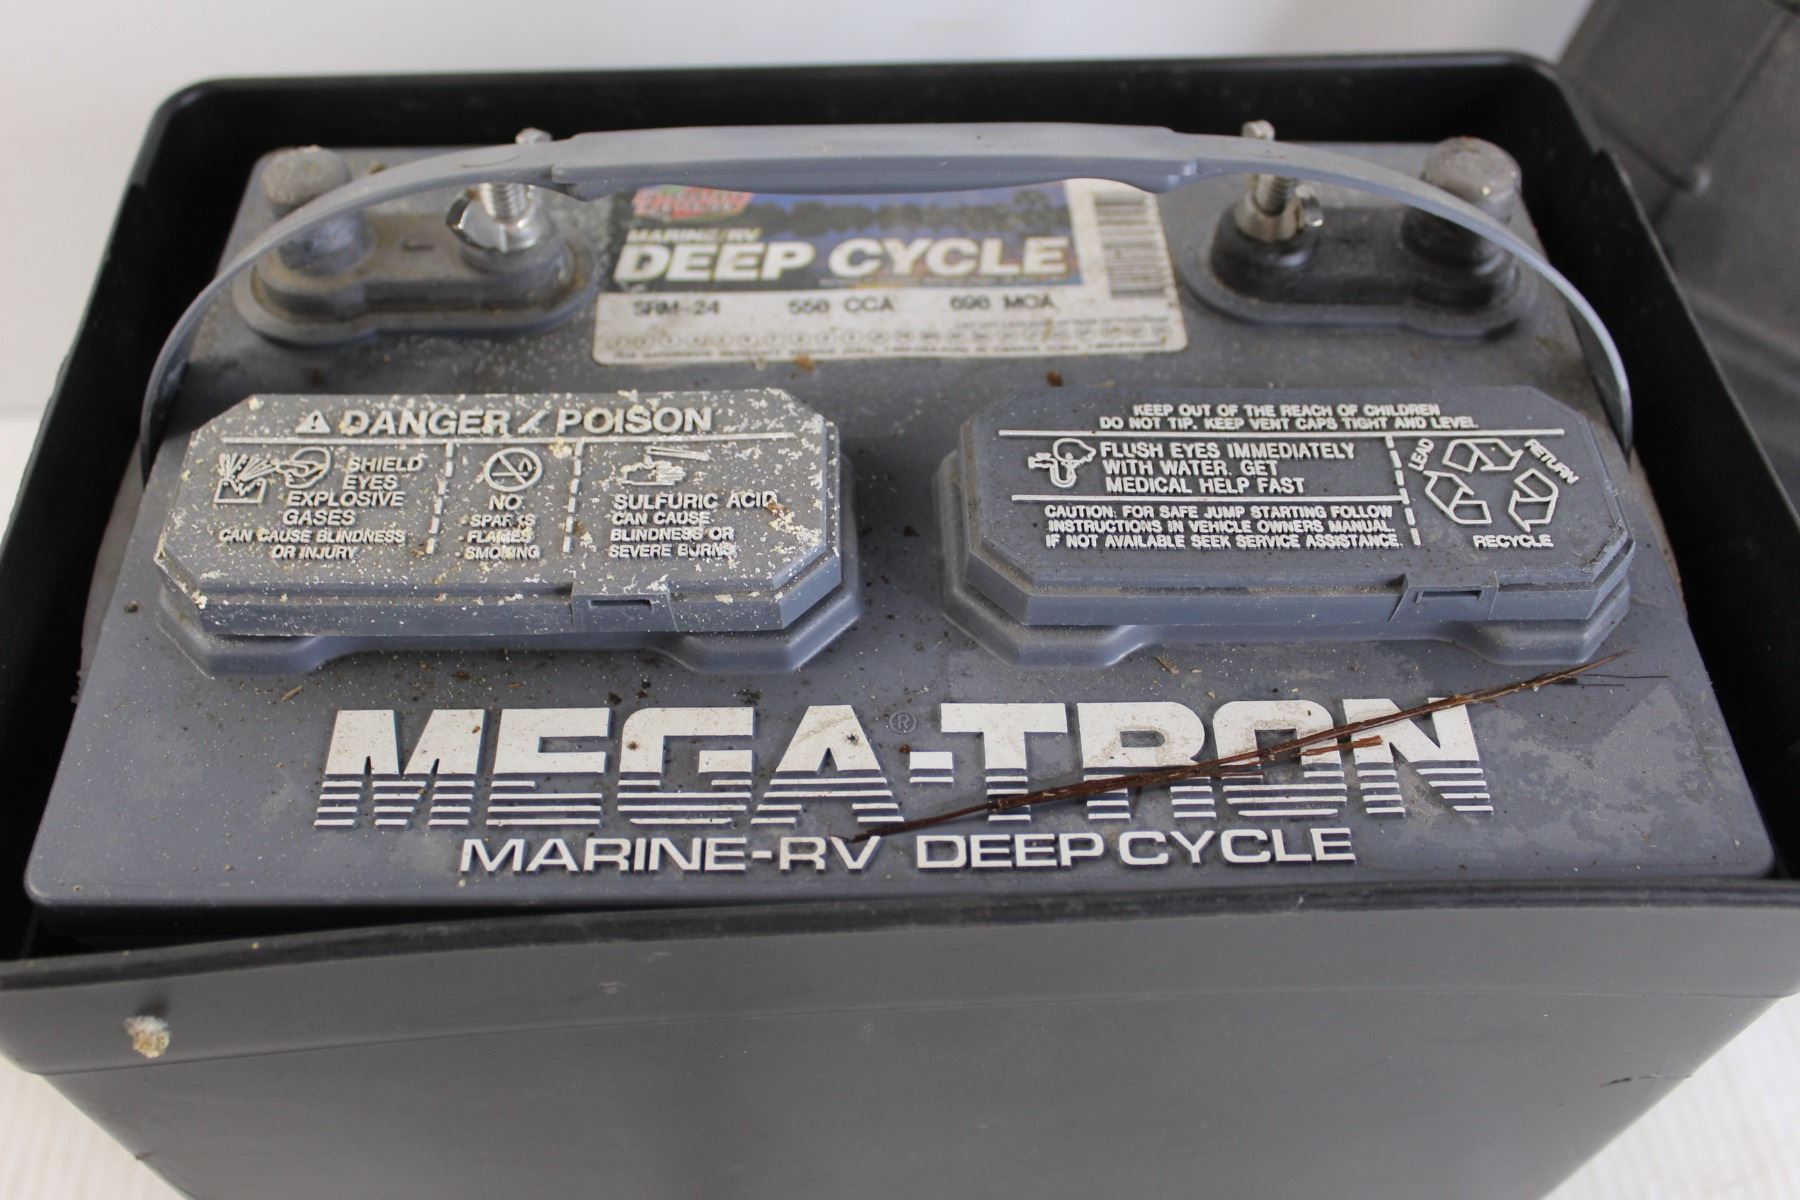 MARINE/RV
DEEP CYCLE
SRM-24 550 CCA 690 MCA
DANGER / POISON
SHIELD
EYES
EXPLOSIVE
GASES
CAN CAUSE BLINDNESS
OR INJURY
NO
SPARKS
FLAMES
SMOKING
SULFURIC ACID
CAN CAUSE
BLINDNESS OR
SEVERE BURNS
KEEP OUT OF THE REACH OF CHILDREN
DO NOT TIP. KEEP VENT CAPS TIGHT AND LEVEL.
FLUSH EYES IMMEDIATELY
WITH WATER. GET
MEDICAL HELP FAST
CAUTION: FOR SAFE JUMP STARTING FOLLOW
INSTRUCTIONS IN VEHICLE OWNERS MANUAL.
IF NOT AVAILABLE SEEK SERVICE ASSISTANCE.
LEAD
RETURN
RECYCLE
MEGA®-TRON
MARINE-RV DEEP CYCLE